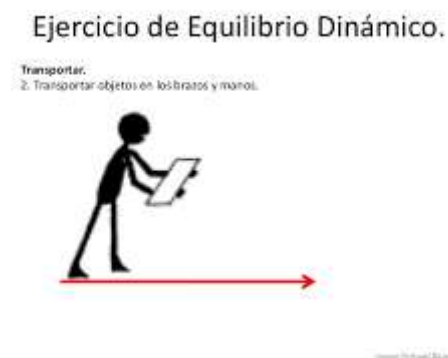 Ejercicio de Equilibrio Dinámico.
Transportar.
2. Transportar objetos en los brazos y manos.